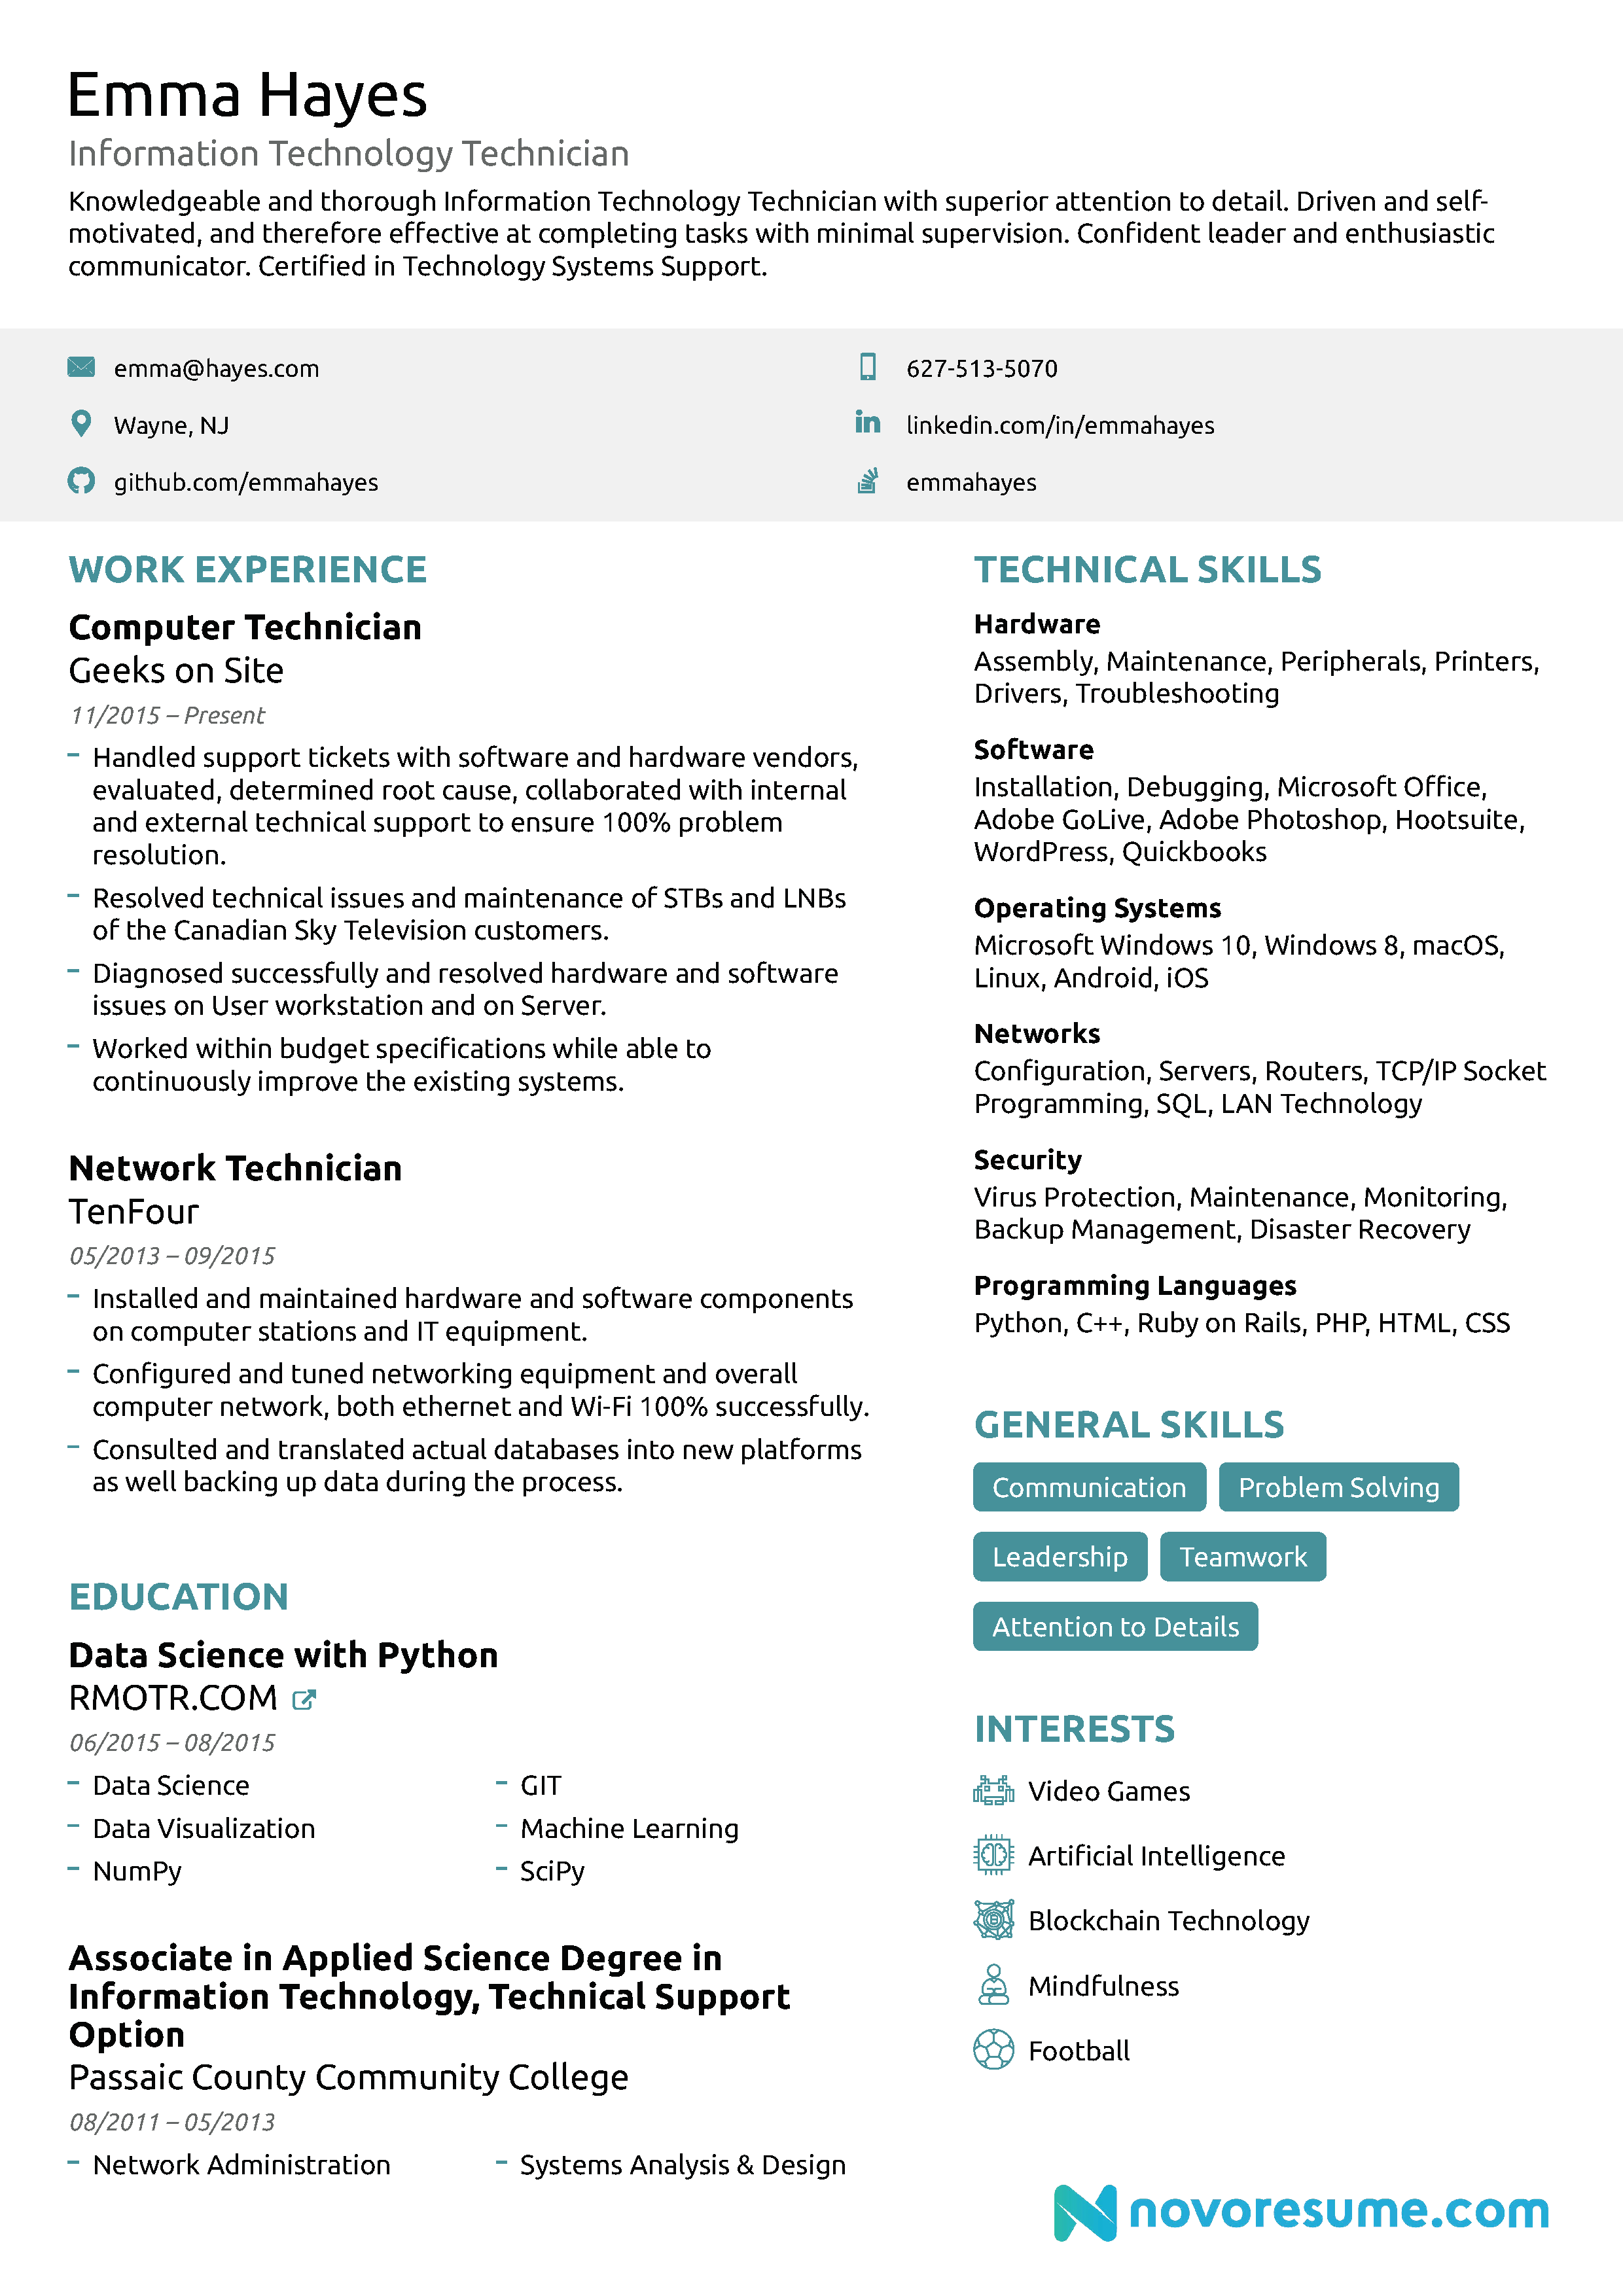 Emma Hayes
Information Technology Technician
Knowledgeable and thorough Information Technology Technician with superior attention to detail. Driven and self-
motivated, and therefore effective at completing tasks with minimal supervision. Confident leader and enthusiastic
communicator. Certified in Technology Systems Support.
emma@hayes.com
627-513-5070
Wayne, NJ
linkedin.com/in/emmahayes
github.com/emmahayes
emmahayes
WORK EXPERIENCE
Computer Technician
Geeks on Site
11/2015 – Present
– Handled support tickets with software and hardware vendors,
evaluated, determined root cause, collaborated with internal
and external technical support to ensure 100% problem
resolution.
– Resolved technical issues and maintenance of STBs and LNBs
of the Canadian Sky Television customers.
– Diagnosed successfully and resolved hardware and software
issues on User workstation and on Server.
– Worked within budget specifications while able to
continuously improve the existing systems.
Network Technician
TenFour
05/2013 – 09/2015
– Installed and maintained hardware and software components
on computer stations and IT equipment.
– Configured and tuned networking equipment and overall
computer network, both ethernet and Wi-Fi 100% successfully.
– Consulted and translated actual databases into new platforms
as well backing up data during the process.
EDUCATION
Data Science with Python
RMOTR.COM
06/2015 – 08/2015
– Data Science
– GIT
– Data Visualization
– Machine Learning
– NumPy
– SciPy
Associate in Applied Science Degree in
Information Technology, Technical Support
Option
Passaic County Community College
08/2011 – 05/2013
– Network Administration
– Systems Analysis & Design
TECHNICAL SKILLS
Hardware
Assembly, Maintenance, Peripherals, Printers,
Drivers, Troubleshooting
Software
Installation, Debugging, Microsoft Office,
Adobe GoLive, Adobe Photoshop, Hootsuite,
WordPress, Quickbooks
Operating Systems
Microsoft Windows 10, Windows 8, macOS,
Linux, Android, iOS
Networks
Configuration, Servers, Routers, TCP/IP Socket
Programming, SQL, LAN Technology
Security
Virus Protection, Maintenance, Monitoring,
Backup Management, Disaster Recovery
Programming Languages
Python, C++, Ruby on Rails, PHP, HTML, CSS
GENERAL SKILLS
Communication
Problem Solving
Leadership
Teamwork
Attention to Details
INTERESTS
Video Games
Artificial Intelligence
Blockchain Technology
Mindfulness
Football
novoresume.com